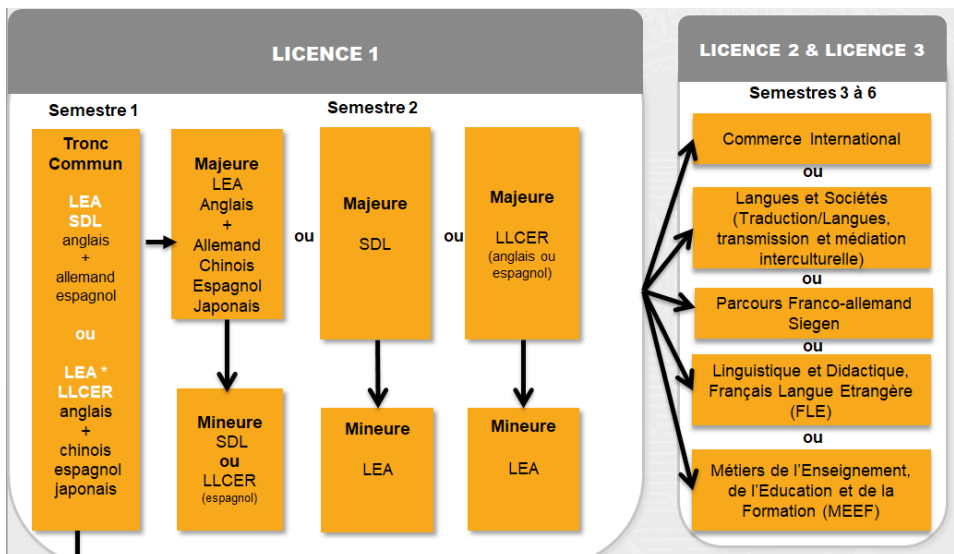 LICENCE 1
Semestre 1
Tronc
Commun
LEA
SDL
anglais
+
allemand
espagnol
ou
LEA *
LLCER
anglais
+
chinois
espagnol
japonais
Semestre 2
Majeure
LEA
Anglais
+
Allemand
Chinois
Espagnol
Japonais
Mineure
SDL
ou
LLCER
(espagnol)
ou
Majeure
SDL
Mineure
LEA
ou
Majeure
LLCER
(anglais ou
espagnol)
Mineure
LEA
LICENCE 2 & LICENCE 3
Semestres 3 à 6
Commerce International
ou
Langues et Sociétés
(Traduction/Langues,
transmission et médiation
interculturelle)
ou
Parcours Franco-allemand
Siegen
ou
Linguistique et Didactique,
Français Langue Etrangère
(FLE)
ou
Métiers de l'Enseignement,
de l'Education et de la
Formation (MEEF)